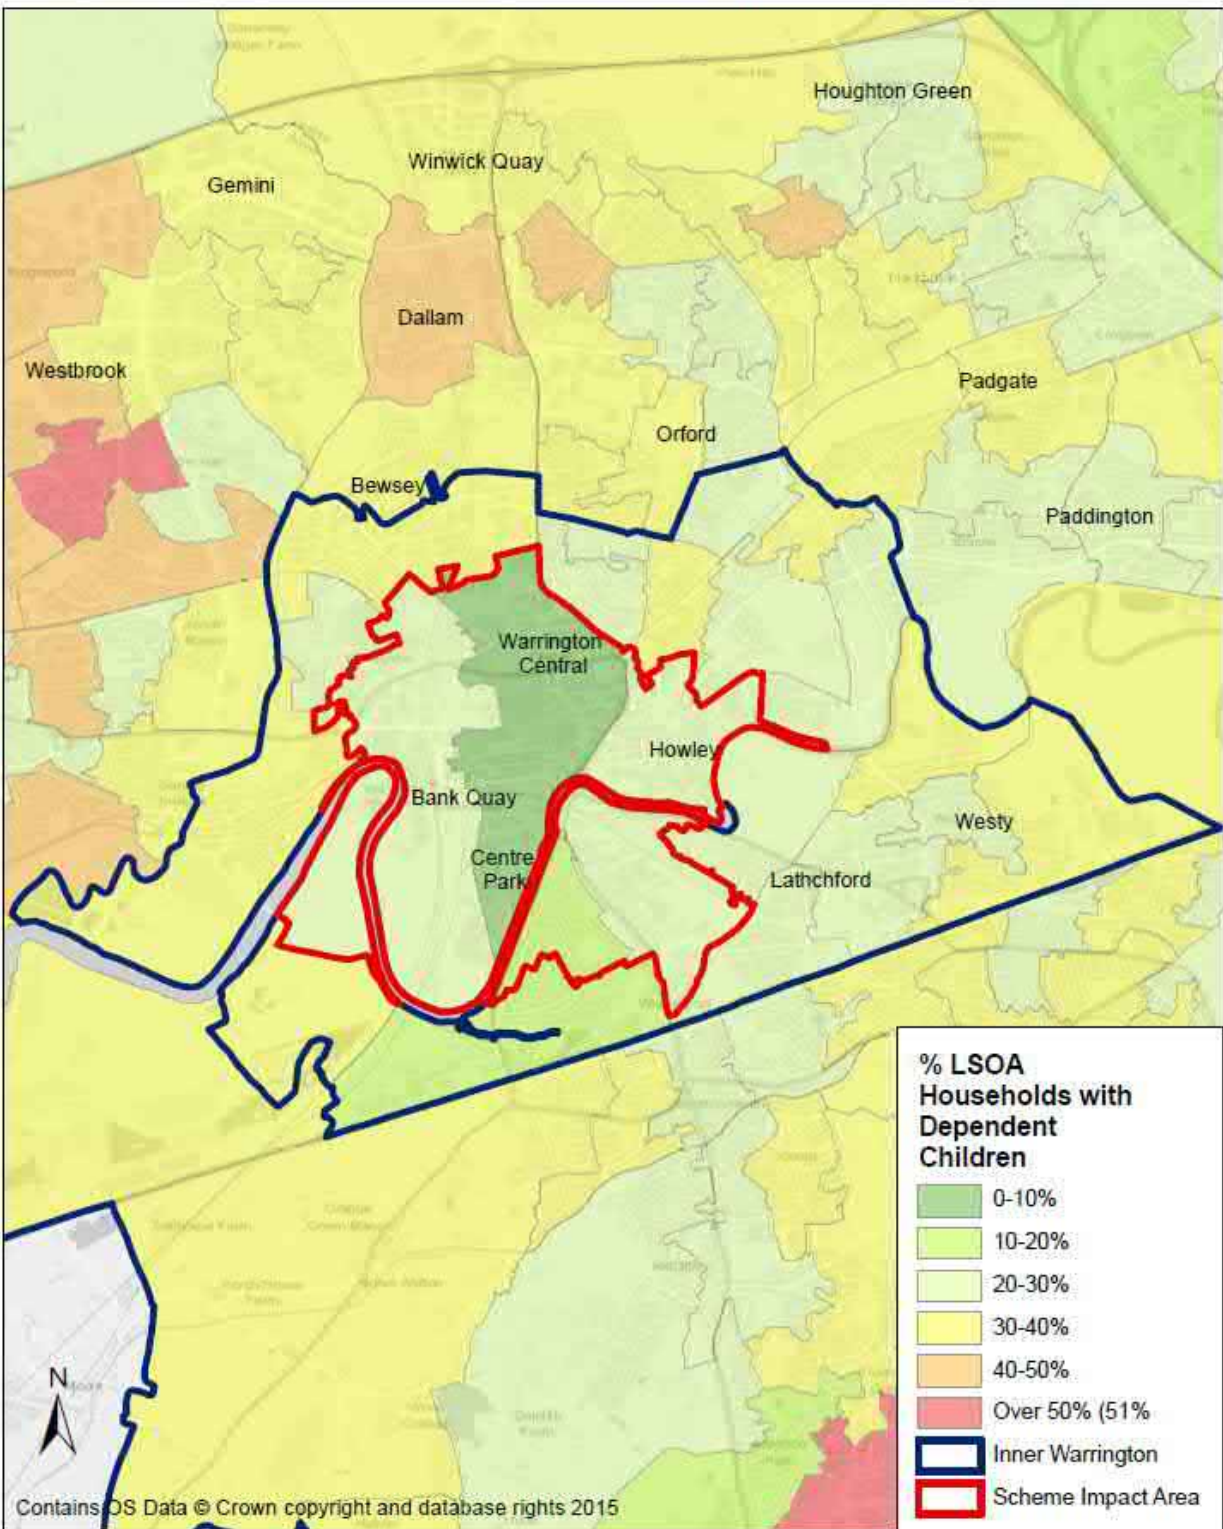 Houghton Green
Winwick Quay
Gemini
Dallam
Westbrook
Padgate
Orford
Bewsey
Paddington
Warrington
Central
Howley
Bank Quay
Westy
Centre
Park
Lathchford
% LSOA
Households with
Dependent
Children
0-10%
10-20%
20-30%
30-40%
40-50%
Over 50% (51%
Inner Warrington
Scheme Impact Area
N
Contains OS Data © Crown copyright and database rights 2015